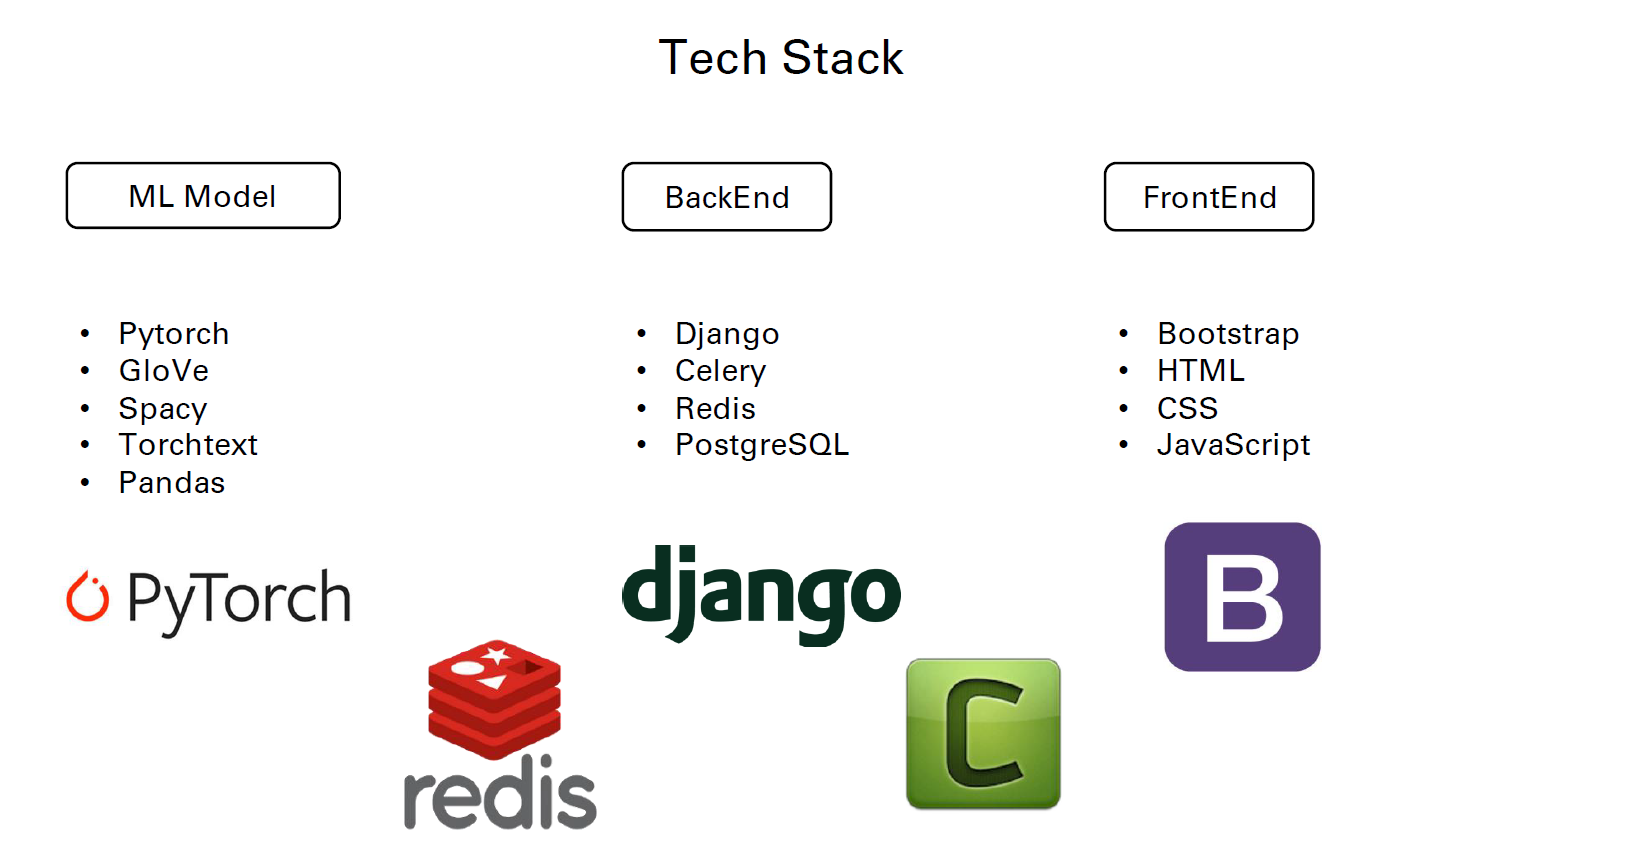 Tech Stack
ML Model
BackEnd
FrontEnd
• Pytorch
• GloVe
• Spacy
• Torchtext
• Pandas
• Django
• Celery
• Redis
• PostgreSQL
• Bootstrap
• HTML
• CSS
• JavaScript
PyTorch
redis
django
C
B